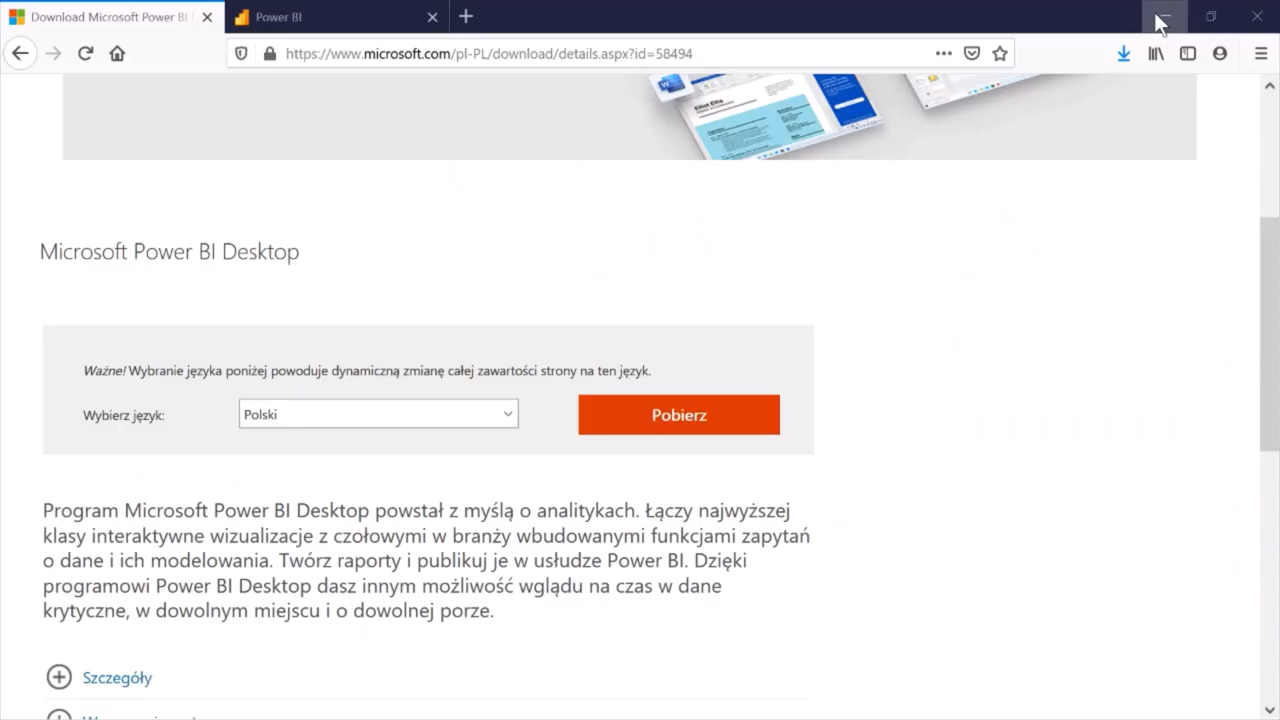 Download Microsoft Power BI
Power BI
https://www.microsoft.com/pl-PL/download/details.aspx?id=58494
Microsoft Power BI Desktop
Ważne! Wybranie języka poniżej powoduje dynamiczną zmianę całej zawartości strony na ten język.
Wybierz język:
Polski
Pobierz
Program Microsoft Power BI Desktop powstał z myślą o analitykach. Łączy najwyższej
klasy interaktywne wizualizacje z czołowymi w branży wbudowanymi funkcjami zapytań
o dane i ich modelowania. Twórz raporty i publikuj je w usłudze Power BI. Dzięki
programowi Power BI Desktop dasz innym możliwość wglądu na czas w dane
krytyczne, w dowolnym miejscu i o dowolnej porze.
Szczegóły